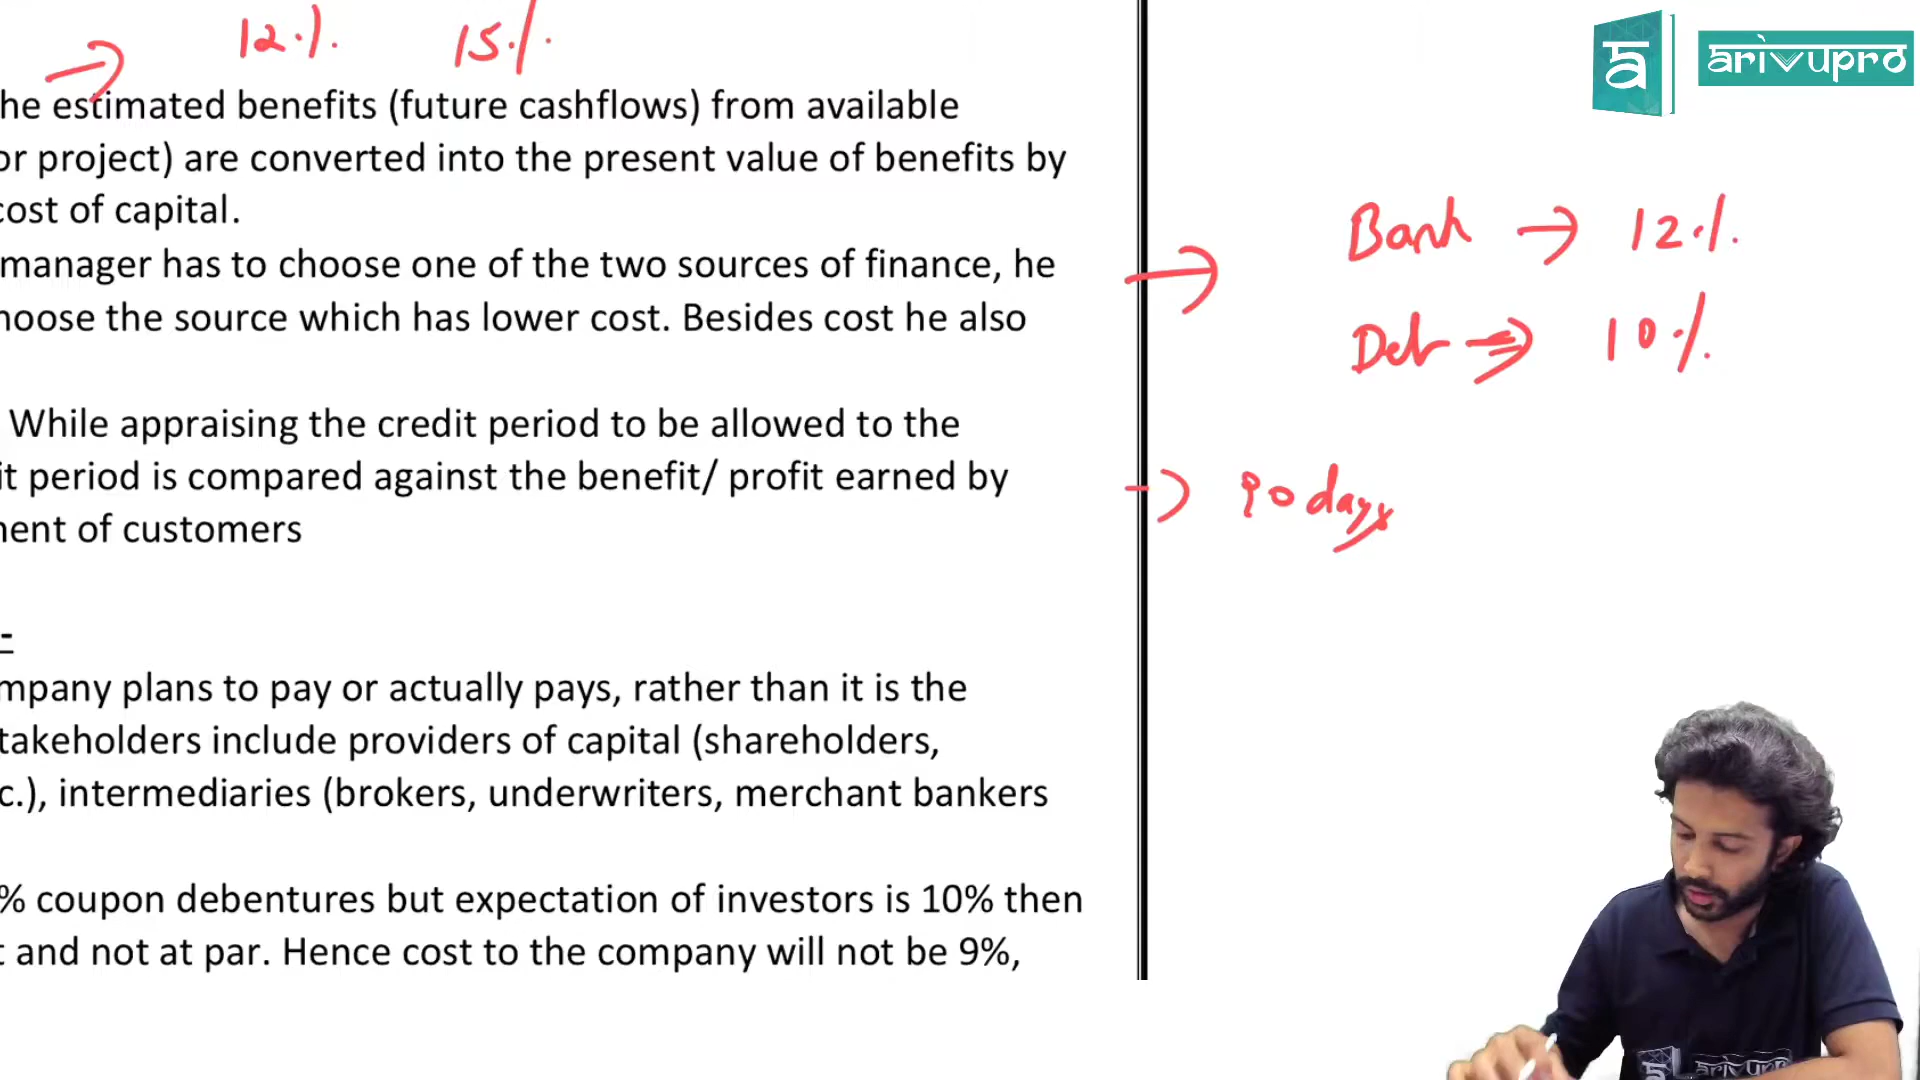 12% 15%
he estimated benefits (future cashflows) from available
or project) are converted into the present value of benefits by
cost of capital.
manager has to choose one of the two sources of finance, he
hoose the source which has lower cost. Besides cost he also
While appraising the credit period to be allowed to the
it period is compared against the benefit/ profit earned by
nent of customers
-
mpany plans to pay or actually pays, rather than it is the
takeholders include providers of capital (shareholders,
c.), intermediaries (brokers, underwriters, merchant bankers
% coupon debentures but expectation of investors is 10% then
t and not at par. Hence cost to the company will not be 9%,
arivupro
Bank → 12%
Deb → 10%
90 days
arivupro